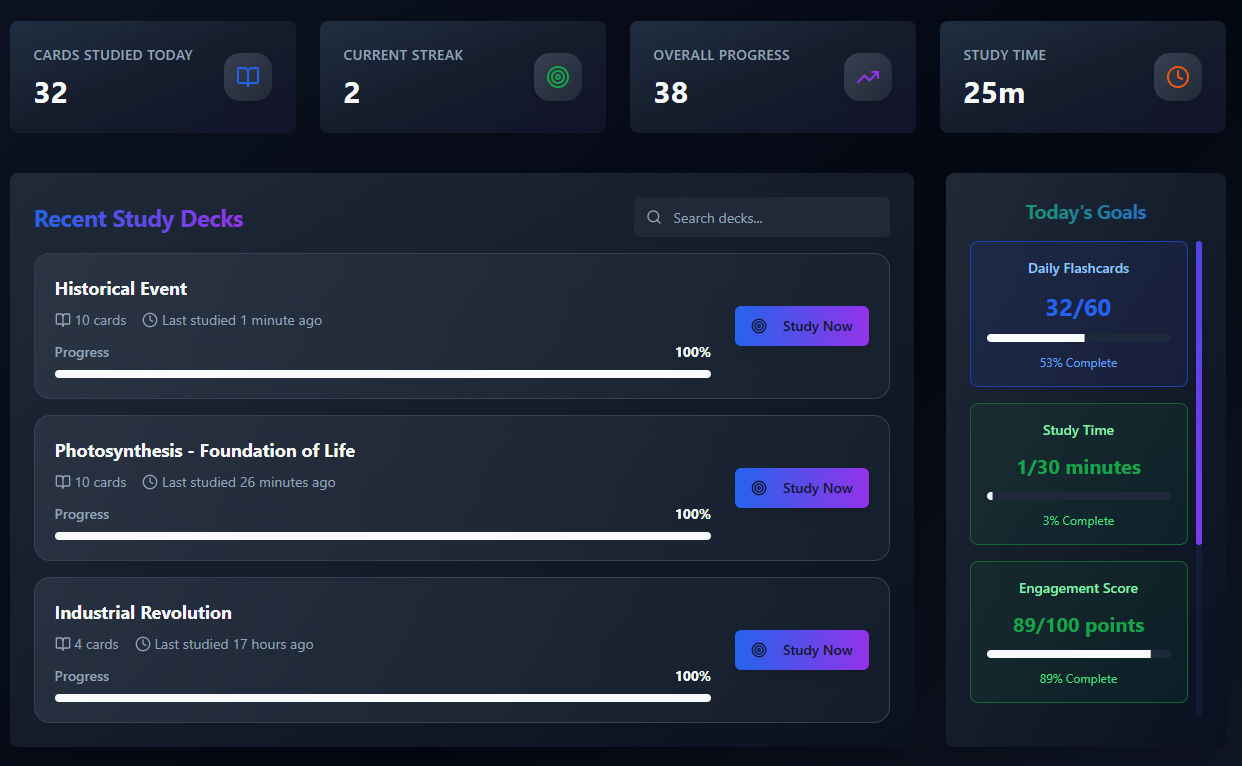 CARDS STUDIED TODAY
32
CURRENT STREAK
2
OVERALL PROGRESS
38
STUDY TIME
25m
Recent Study Decks
Search decks...
Historical Event
10 cards Last studied 1 minute ago
Progress 100%
Study Now
Photosynthesis - Foundation of Life
10 cards Last studied 26 minutes ago
Progress 100%
Study Now
Industrial Revolution
4 cards Last studied 17 hours ago
Progress 100%
Study Now
Today's Goals
Daily Flashcards
32/60
53% Complete
Study Time
1/30 minutes
3% Complete
Engagement Score
89/100 points
89% Complete